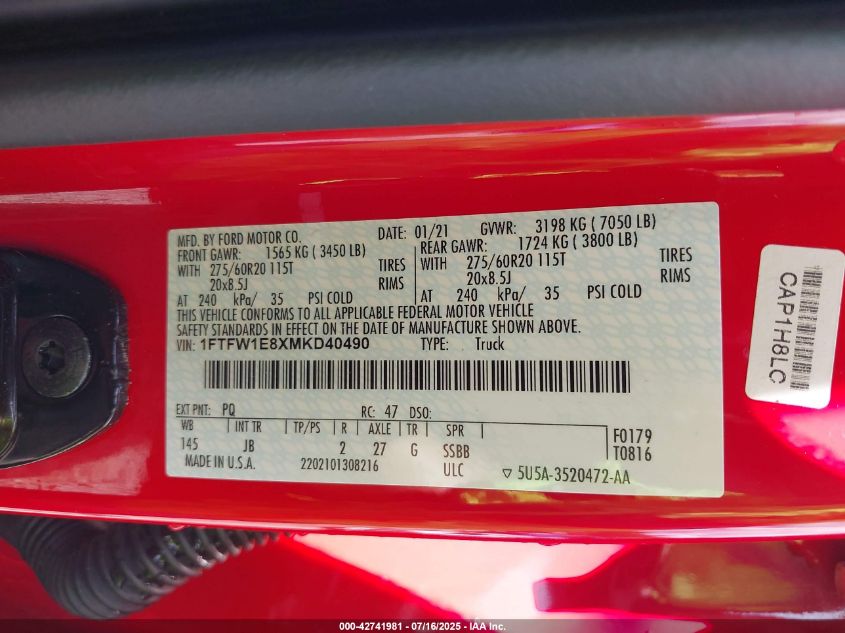 MFD. BY FORD MOTOR CO. DATE: 01/21 GVWR: 3198 KG ( 7050 LB)
FRONT GAWR: 1565 KG ( 3450 LB) REAR GAWR: 1724 KG ( 3800 LB)
WITH 275/60R20 115T TIRES WITH 275/60R20 115T TIRES
20x8.5J RIMS 20x8.5J RIMS
AT 240 kPa/ 35 PSI COLD AT 240 kPa/ 35 PSI COLD
THIS VEHICLE CONFORMS TO ALL APPLICABLE FEDERAL MOTOR VEHICLE
SAFETY STANDARDS IN EFFECT ON THE DATE OF MANUFACTURE SHOWN ABOVE.
VIN: 1FTFW1E8XMKD40490 TYPE: Truck
EXT PNT: PQ RC: 47 DSO:
WB INT TR TP/PS R AXLE TR SPR F0179
145 JB 2 27 G SSBB T0816
MADE IN U.S.A. 2202101308216 ULC ▽ 5U5A-3520472-AA
CAP1H8LC
000-42741981 - 07/16/2025 - IAA Inc.